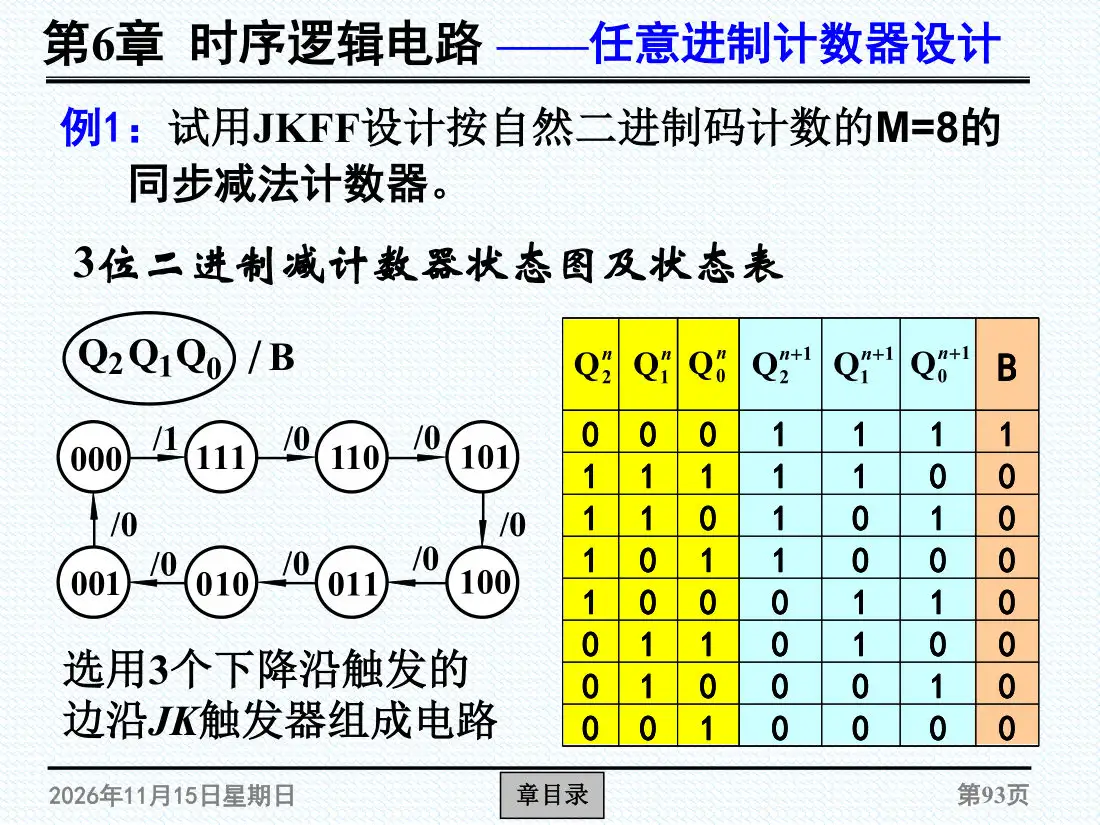 第6章 时序逻辑电路 ——任意进制计数器设计
例1：试用JKFF设计按自然二进制码计数的M=8的
同步减法计数器。
3位二进制减计数器状态图及状态表
Q2Q1Q0 / B
000 /1 111 /0 110 /0 101
/0 /0
001 /0 010 /0 011 /0 100
选用3个下降沿触发的
边沿JK触发器组成电路
Q2^n Q1^n Q0^n Q2^n+1 Q1^n+1 Q0^n+1 B
0 0 0 1 1 1 1
1 1 1 1 1 0 0
1 1 0 1 0 1 0
1 0 1 1 0 0 0
1 0 0 0 1 1 0
0 1 1 0 1 0 0
0 1 0 0 0 1 0
0 0 1 0 0 0 0
2026年11月15日星期日
章目录
第93页